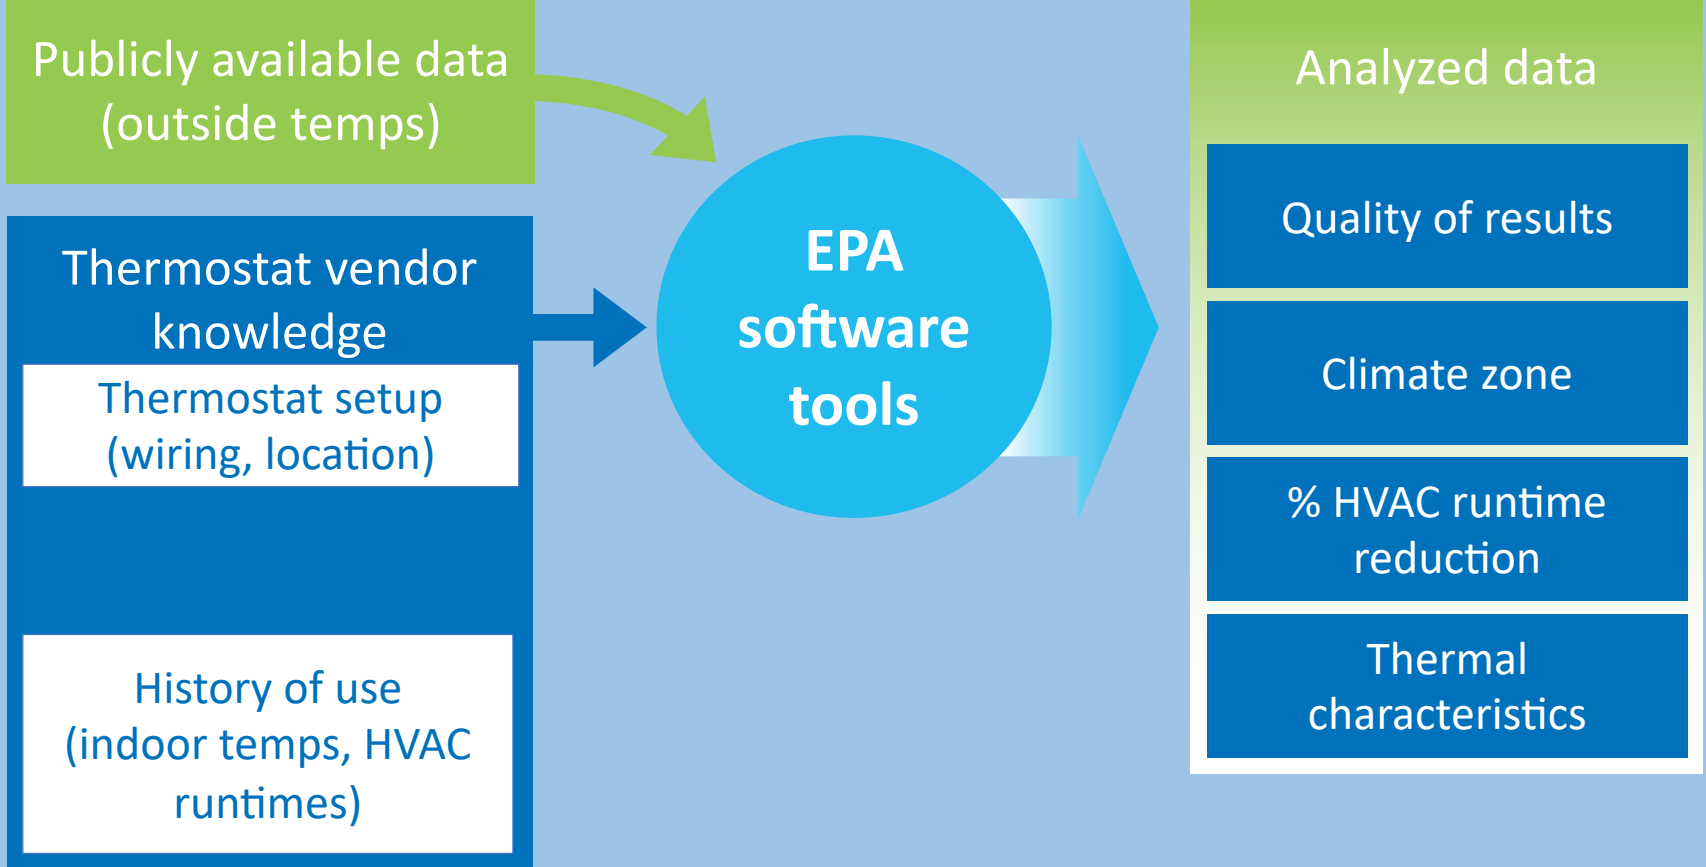 Publicly available data
(outside temps)
Thermostat vendor
knowledge
Thermostat setup
(wiring, location)
History of use
(indoor temps, HVAC
runtimes)
EPA
software
tools
Analyzed data
Quality of results
Climate zone
% HVAC runtime
reduction
Thermal
characteristics